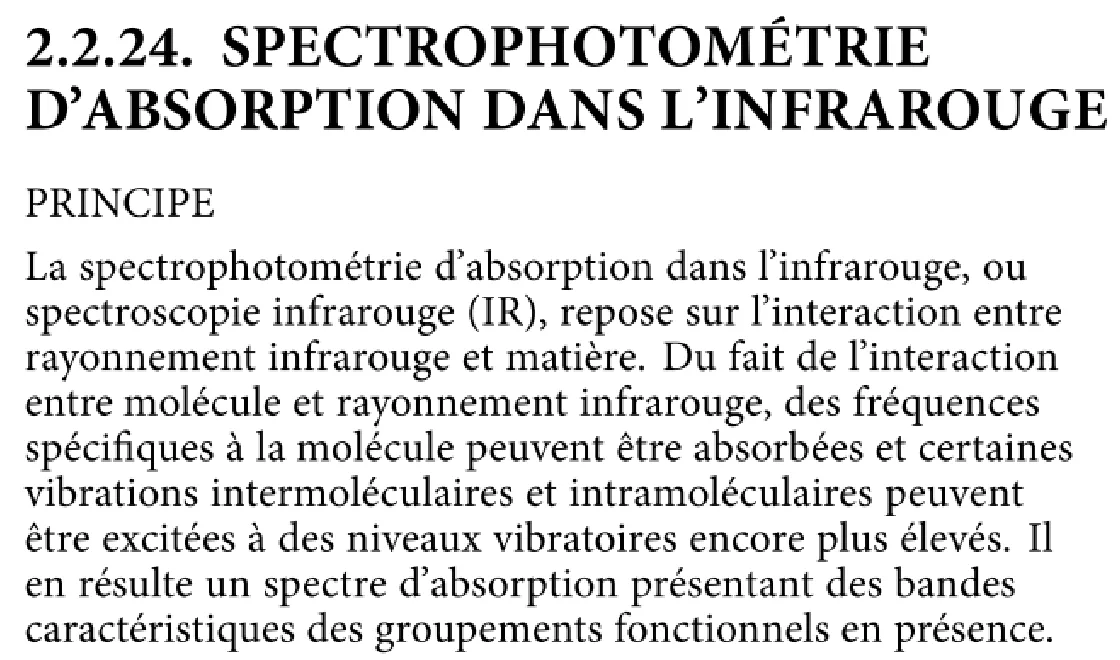 2.2.24. SPECTROPHOTOMÉTRIE
D’ABSORPTION DANS L’INFRAROUGE
PRINCIPE
La spectrophotométrie d’absorption dans l’infrarouge, ou
spectroscopie infrarouge (IR), repose sur l’interaction entre
rayonnement infrarouge et matière. Du fait de l’interaction
entre molécule et rayonnement infrarouge, des fréquences
spécifiques à la molécule peuvent être absorbées et certaines
vibrations intermoléculaires et intramoléculaires peuvent
être excitées à des niveaux vibratoires encore plus élevés. Il
en résulte un spectre d’absorption présentant des bandes
caractéristiques des groupements fonctionnels en présence.